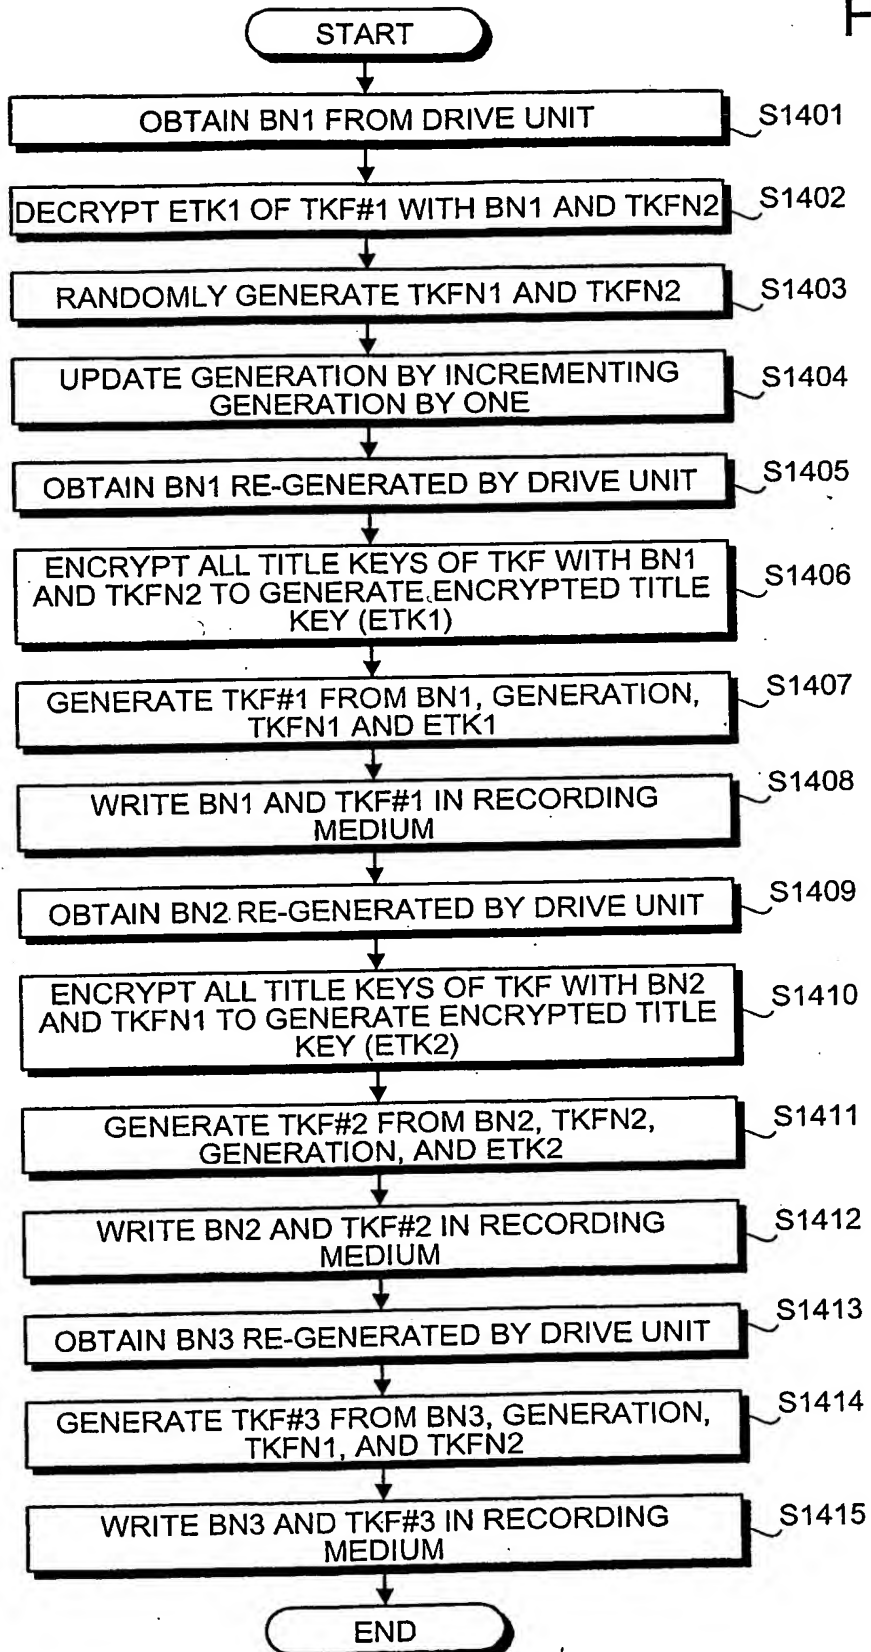 START
OBTAIN BN1 FROM DRIVE UNIT
S1401
DECRYPT ETK1 OF TKF#1 WITH BN1 AND TKFN2
S1402
RANDOMLY GENERATE TKFN1 AND TKFN2
S1403
UPDATE GENERATION BY INCREMENTING
GENERATION BY ONE
S1404
OBTAIN BN1 RE-GENERATED BY DRIVE UNIT
S1405
ENCRYPT ALL TITLE KEYS OF TKF WITH BN1
AND TKFN2 TO GENERATE ENCRYPTED TITLE
KEY (ETK1)
S1406
GENERATE TKF#1 FROM BN1, GENERATION,
TKFN1 AND ETK1
S1407
WRITE BN1 AND TKF#1 IN RECORDING
MEDIUM
S1408
OBTAIN BN2 RE-GENERATED BY DRIVE UNIT
S1409
ENCRYPT ALL TITLE KEYS OF TKF WITH BN2
AND TKFN1 TO GENERATE ENCRYPTED TITLE
KEY (ETK2)
S1410
GENERATE TKF#2 FROM BN2, TKFN2,
GENERATION, AND ETK2
S1411
WRITE BN2 AND TKF#2 IN RECORDING
MEDIUM
S1412
OBTAIN BN3 RE-GENERATED BY DRIVE UNIT
S1413
GENERATE TKF#3 FROM BN3, GENERATION,
TKFN1, AND TKFN2
S1414
WRITE BN3 AND TKF#3 IN RECORDING
MEDIUM
S1415
END